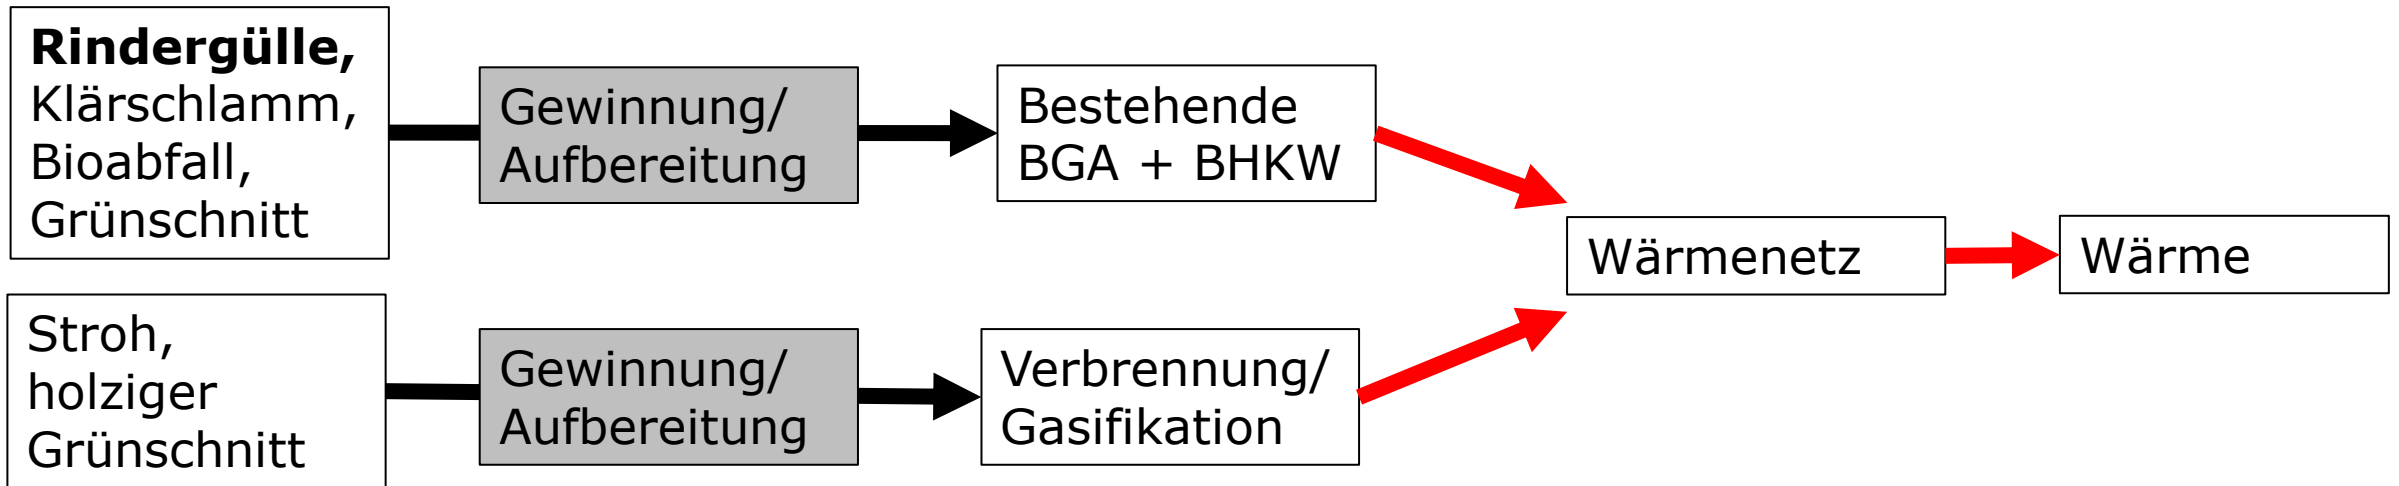 Rindergülle,
Klärschlamm,
Bioabfall,
Grünschnitt
Gewinnung/
Aufbereitung
Bestehende
BGA + BHKW
Stroh,
holziger
Grünschnitt
Gewinnung/
Aufbereitung
Verbrennung/
Gasifikation
Wärmenetz
Wärme